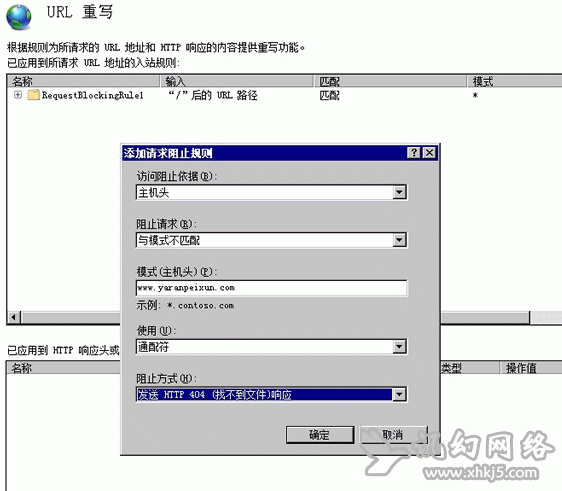 URL 重写
根据规则为所请求的 URL 地址和 HTTP 响应的内容提供重写功能。
已应用到所请求 URL 地址的入站规则:
名称 输入 匹配 模式
RequestBlockingRule1 “/”后的 URL 路径 匹配 *
添加请求阻止规则
访问阻止依据(B):
主机头
阻止请求(R):
与模式不匹配
模式(主机头)(P):
www.yaranpeixun.com
示例: *.contoso.com
使用(U):
通配符
已应用到 HTTP 响应头或
名称 类型 操作值
阻止方式(H):
发送 HTTP 404 (找不到文件)响应
确定 取消
幻网络
www.xhkj5.com